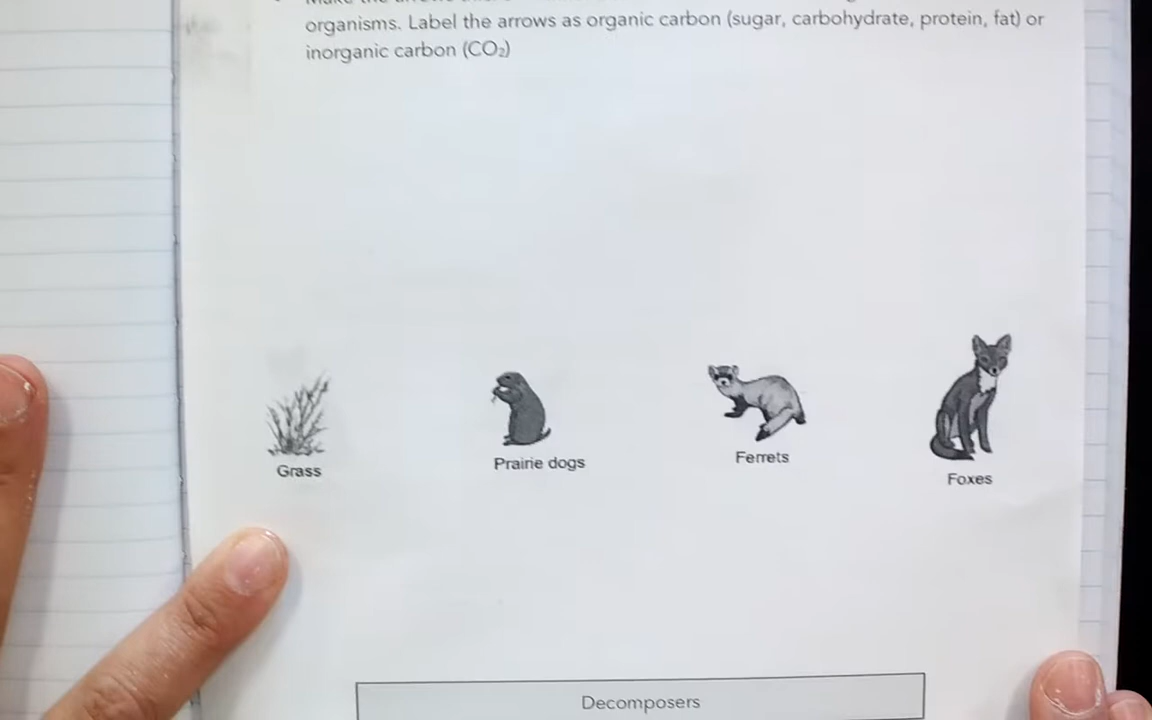 organisms. Label the arrows as organic carbon (sugar, carbohydrate, protein, fat) or
inorganic carbon (CO₂)
Grass
Prairie dogs
Ferrets
Foxes
Decomposers